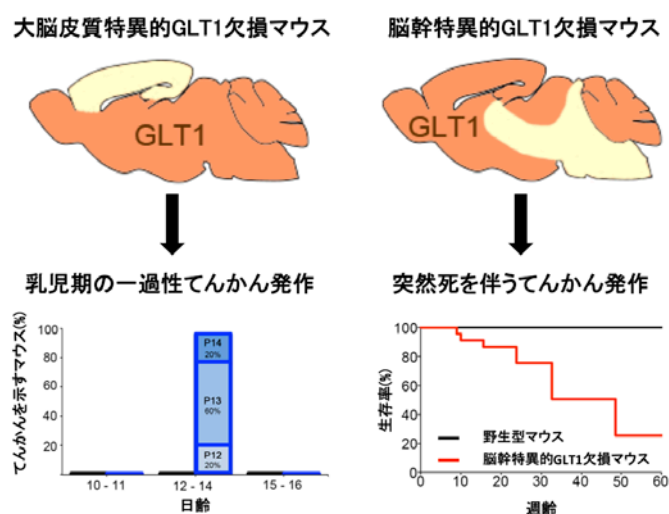 大脳皮質特異的GLT1欠損マウス
脳幹特異的GLT1欠損マウス
GLT1
GLT1
乳児期の一過性てんかん発作
突然死を伴うてんかん発作
てんかんを示すマウス(%)
100
80
60
40
20
P14
20%
P13
60%
P12
20%
10 - 11
12 - 14
15 - 16
日齢
生存率(%)
100
80
60
40
20
0
野生型マウス
脳幹特異的GLT1欠損マウス
0
10
20
30
40
50
60
週齢